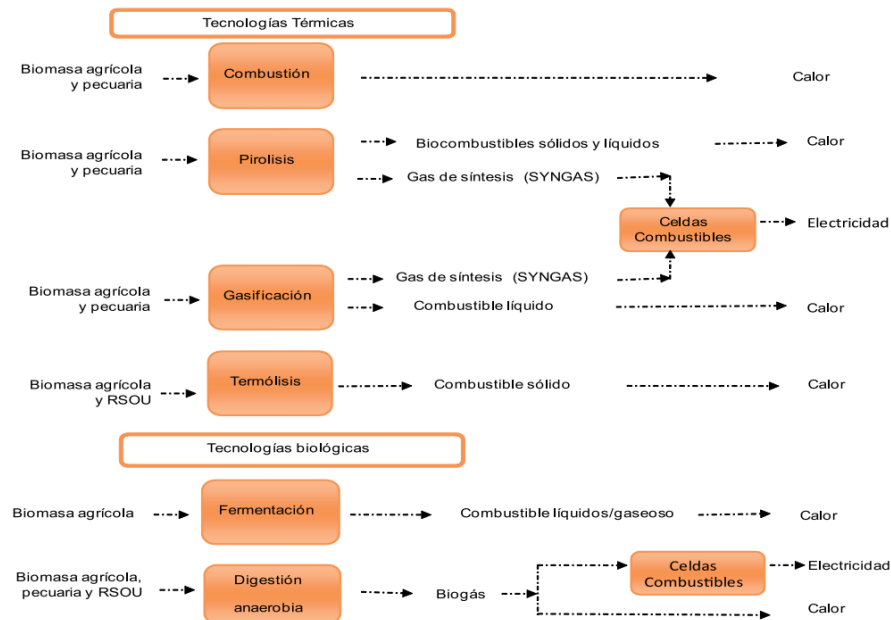 Tecnologías Térmicas
Biomasa agrícola
y pecuaria
Combustión
Calor
Biomasa agrícola
y pecuaria
Pirolisis
Biocombustibles sólidos y líquidos
Calor
Gas de síntesis (SYNGAS)
Celdas
Combustibles
Electricidad
Biomasa agrícola
y pecuaria
Gasificación
Gas de síntesis (SYNGAS)
Combustible líquido
Calor
Biomasa agrícola
y RSOU
Termólisis
Combustible sólido
Calor
Tecnologías biológicas
Biomasa agrícola
Fermentación
Combustible líquidos/gaseoso
Calor
Biomasa agrícola,
pecuaria y RSOU
Digestión
anaerobia
Biogás
Celdas
Combustibles
Electricidad
Calor